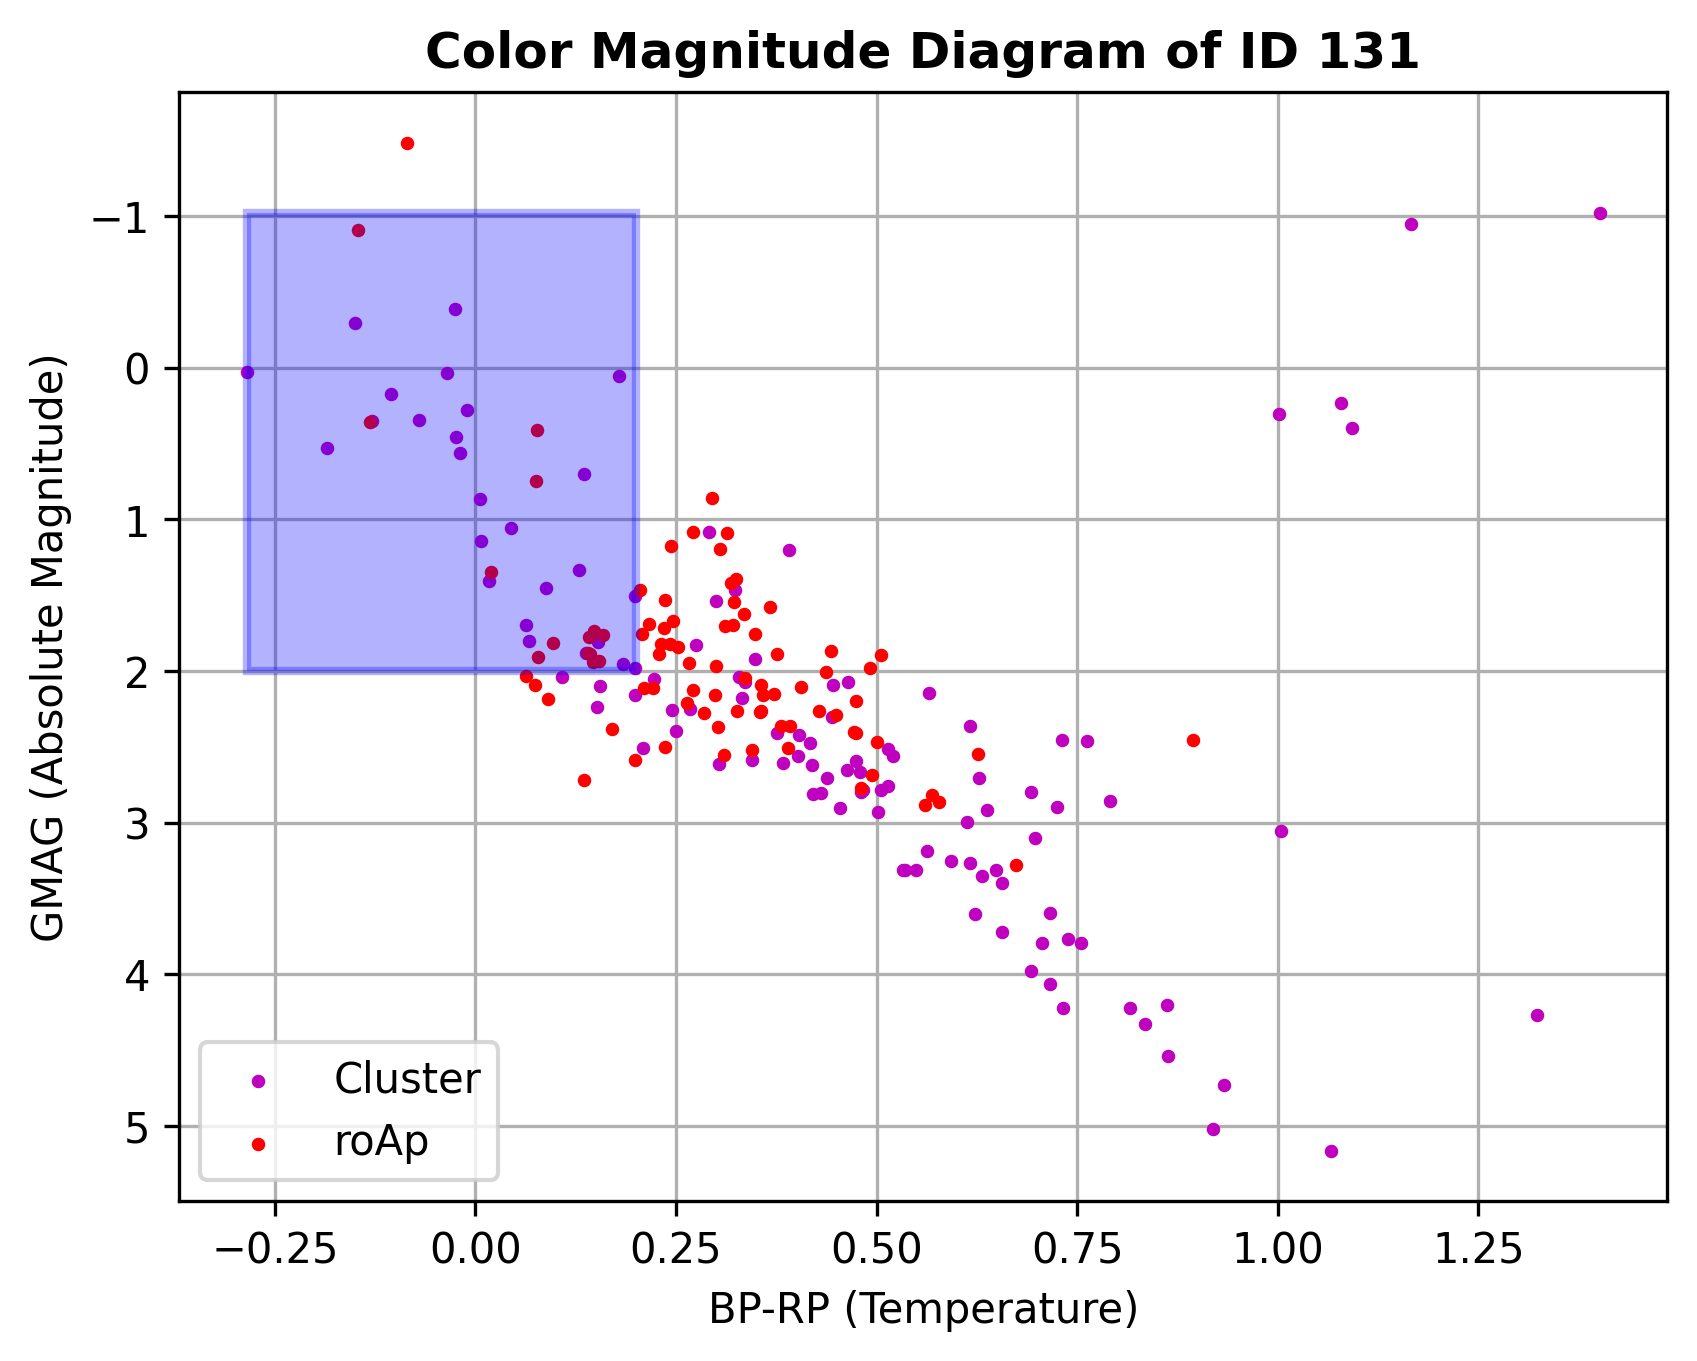 Color Magnitude Diagram of ID 131
GMAG (Absolute Magnitude)
−1
0
1
2
3
4
5
Cluster
roAp
−0.25 0.00 0.25 0.50 0.75 1.00 1.25
BP-RP (Temperature)